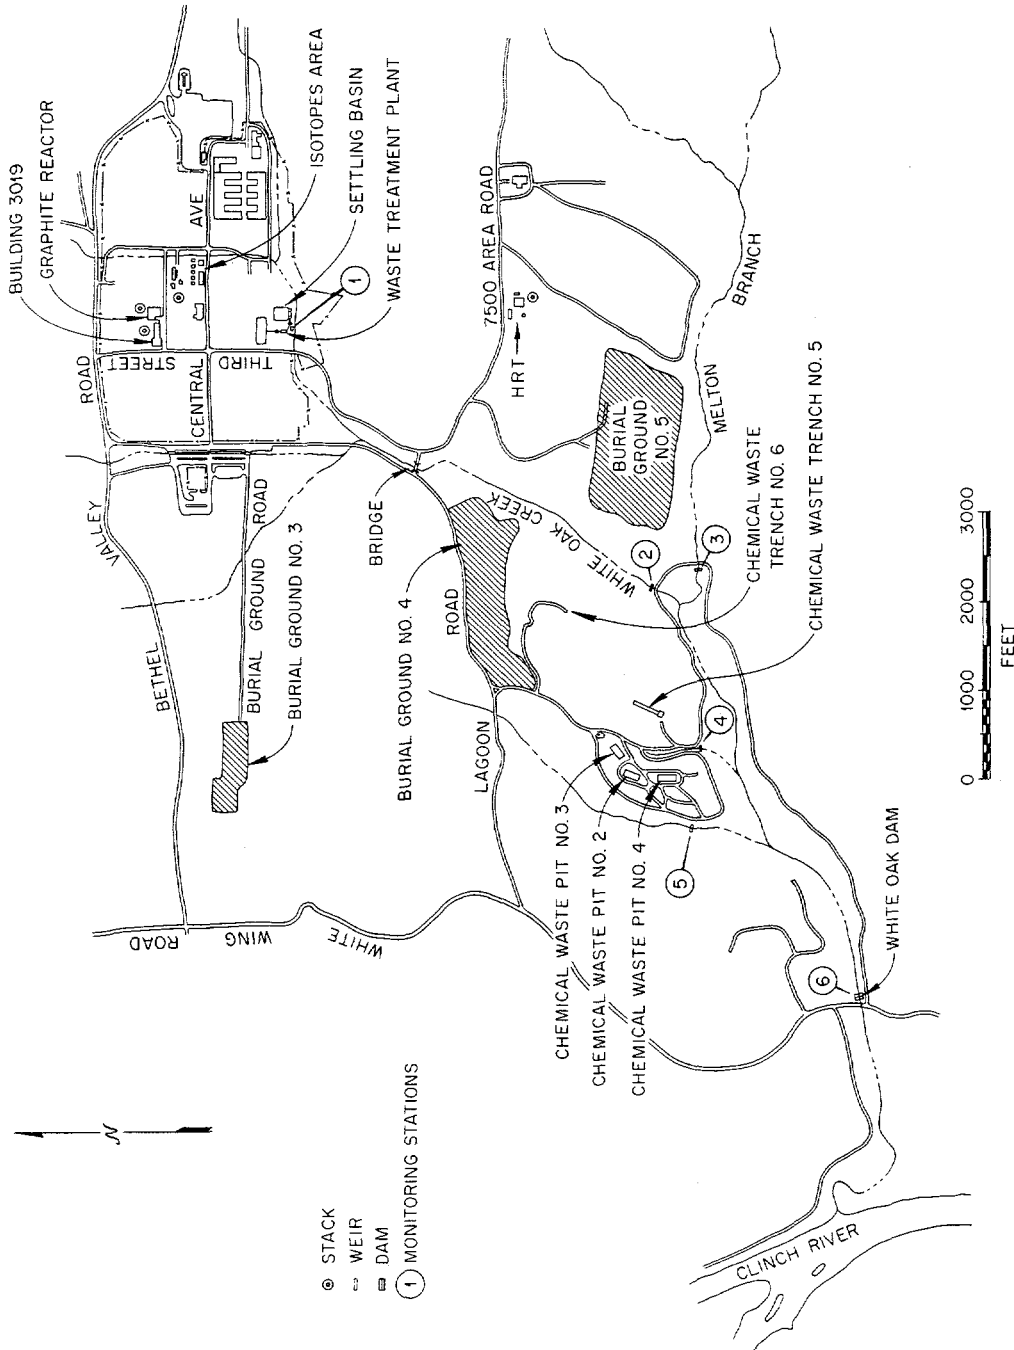 BUILDING 3019
GRAPHITE REACTOR
ISOTOPES AREA
SETTLING BASIN
WASTE TREATMENT PLANT
1
VALLEY
ROAD
STREET
CENTRAL
AVE
THIRD
BETHEL
BURIAL GROUND
ROAD
BURIAL GROUND NO. 3
BRIDGE
7500 AREA ROAD
HRT
BURIAL
GROUND
NO. 5
MELTON
BRANCH
WHITE OAK CREEK
BURIAL GROUND NO. 4
LAGOON
ROAD
2
3
CHEMICAL WASTE
TRENCH NO. 6
CHEMICAL WASTE TRENCH NO. 5
4
CHEMICAL WASTE PIT NO. 3
CHEMICAL WASTE PIT NO. 2
CHEMICAL WASTE PIT NO. 4
5
WHITE
WING
ROAD
6
WHITE OAK DAM
CLINCH RIVER
N
STACK
WEIR
DAM
1 MONITORING STATIONS
0 1000 2000 3000
FEET